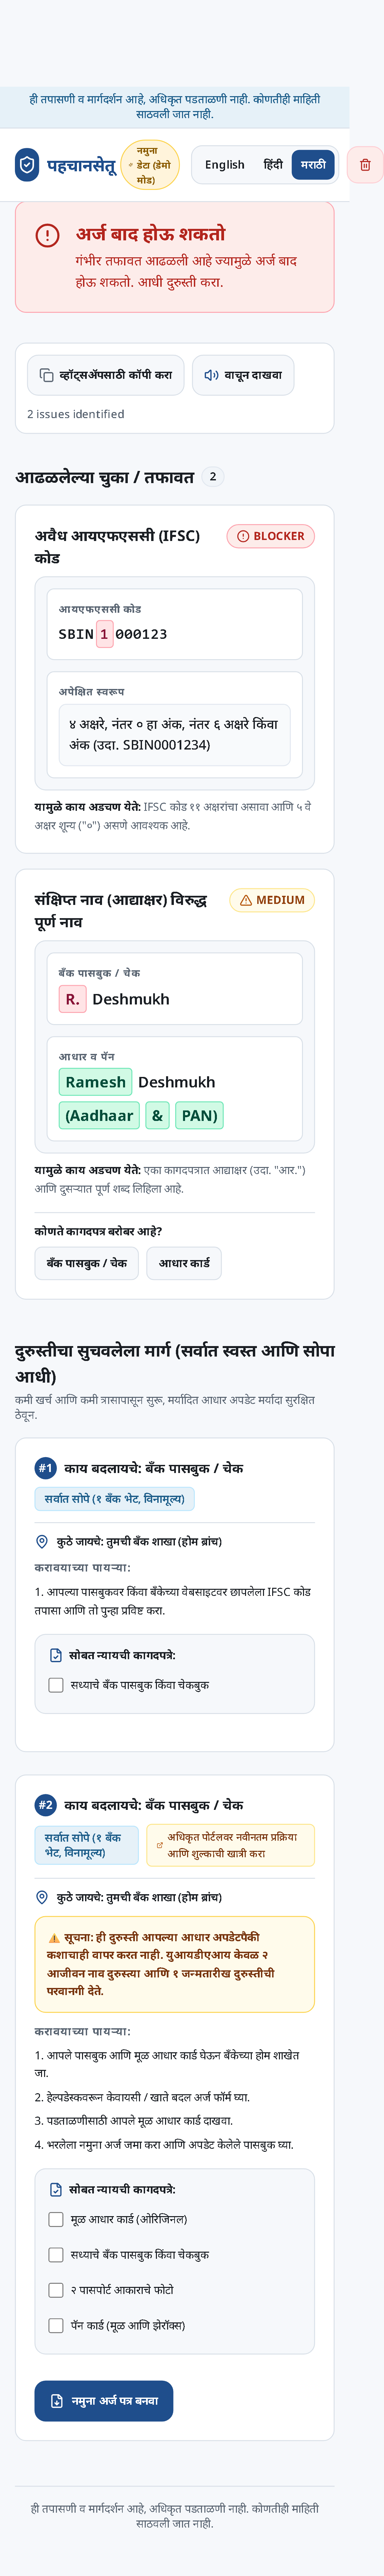 ही तपासणी व मार्गदर्शन आहे, अधिकृत पडताळणी नाही. कोणतीही माहिती
साठवली जात नाही.
पहचानसेतू
नमुना
डेटा (डेमो
मोड)
English
हिंदी
मराठी
अर्ज बाद होऊ शकतो
गंभीर तफावत आढळली आहे ज्यामुळे अर्ज बाद
होऊ शकतो. आधी दुरुस्ती करा.
व्हॉट्सॲपसाठी कॉपी करा
वाचून दाखवा
2 issues identified
आढळलेल्या चुका / तफावत 2
अवैध आयएफएससी (IFSC)
कोड
BLOCKER
आयएफएससी कोड
SBIN1000123
अपेक्षित स्वरूप
४ अक्षरे, नंतर ० हा अंक, नंतर ६ अक्षरे किंवा
अंक (उदा. SBIN0001234)
यामुळे काय अडचण येते: IFSC कोड ११ अक्षरांचा असावा आणि ५ वे
अक्षर शून्य ("०") असणे आवश्यक आहे.
संक्षिप्त नाव (आद्याक्षर) विरुद्ध
पूर्ण नाव
MEDIUM
बँक पासबुक / चेक
R. Deshmukh
आधार व पॅन
Ramesh Deshmukh
(Aadhaar & PAN)
यामुळे काय अडचण येते: एका कागदपत्रात आद्याक्षर (उदा. "आर.")
आणि दुसऱ्यात पूर्ण शब्द लिहिला आहे.
कोणते कागदपत्र बरोबर आहे?
बँक पासबुक / चेक
आधार कार्ड
दुरुस्तीचा सुचवलेला मार्ग (सर्वात स्वस्त आणि सोपा
आधी)
कमी खर्च आणि कमी त्रासापासून सुरू, मर्यादित आधार अपडेट मर्यादा सुरक्षित
ठेवून.
#1 काय बदलायचे: बँक पासबुक / चेक
सर्वात सोपे (१ बँक भेट, विनामूल्य)
कुठे जायचे: तुमची बँक शाखा (होम ब्रांच)
करावयाच्या पायऱ्या:
1. आपल्या पासबुकवर किंवा बँकेच्या वेबसाइटवर छापलेला IFSC कोड
तपासा आणि तो पुन्हा प्रविष्ट करा.
सोबत न्यायची कागदपत्रे:
सध्याचे बँक पासबुक किंवा चेकबुक
#2 काय बदलायचे: बँक पासबुक / चेक
सर्वात सोपे (१ बँक
भेट, विनामूल्य)
अधिकृत पोर्टलवर नवीनतम प्रक्रिया
आणि शुल्काची खात्री करा
कुठे जायचे: तुमची बँक शाखा (होम ब्रांच)
सूचना: ही दुरुस्ती आपल्या आधार अपडेटपैकी
कशाचाही वापर करत नाही. युआयडीएआय केवळ २
आजीवन नाव दुरुस्त्या आणि १ जन्मतारीख दुरुस्तीची
परवानगी देते.
करावयाच्या पायऱ्या:
1. आपले पासबुक आणि मूळ आधार कार्ड घेऊन बँकेच्या होम शाखेत
जा.
2. हेल्पडेस्कवरून केवायसी / खाते बदल अर्ज फॉर्म घ्या.
3. पडताळणीसाठी आपले मूळ आधार कार्ड दाखवा.
4. भरलेला नमुना अर्ज जमा करा आणि अपडेट केलेले पासबुक घ्या.
सोबत न्यायची कागदपत्रे:
मूळ आधार कार्ड (ओरिजिनल)
सध्याचे बँक पासबुक किंवा चेकबुक
२ पासपोर्ट आकाराचे फोटो
पॅन कार्ड (मूळ आणि झेरॉक्स)
नमुना अर्ज पत्र बनवा
ही तपासणी व मार्गदर्शन आहे, अधिकृत पडताळणी नाही. कोणतीही माहिती
साठवली जात नाही.